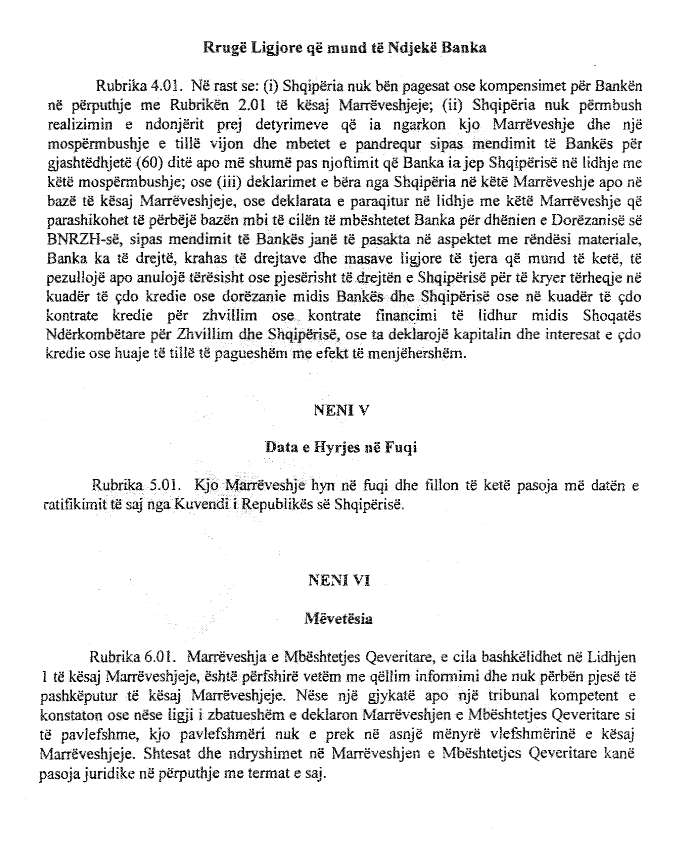 Rrugë Ligjore që mund të Ndjekë Banka
Rubrika 4.01. Në rast se: (i) Shqipëria nuk bën pagesat ose kompensimet për Bankën
në përputhje me Rubrikën 2.01 të kësaj Marrëveshjeje; (ii) Shqipëria nuk përmbush
realizimin e ndonjërit prej detyrimeve që ia ngarkon kjo Marrëveshje dhe një
mospërmbushje e tillë vijon dhe mbetet e pandrequr sipas mendimit të Bankës për
gjashtëdhjetë (60) ditë apo më shumë pas njoftimit që Banka ia jep Shqipërisë në lidhje me
këtë mospërmbushje; ose (iii) deklarimet e bëra nga Shqipëria në këtë Marrëveshje apo në
bazë të kësaj Marrëveshjeje, ose deklarata e paraqitur në lidhje me këtë Marrëveshje që
parashikohet të përbëjë bazën mbi të cilën të mbështetet Banka për dhënien e Dorëzanisë së
BNRZH-së, sipas mendimit të Bankës janë të pasakta në aspektet me rëndësi materiale,
Banka ka të drejtë, krahas të drejtave dhe masave ligjore të tjera që mund të ketë, të
pezullojë apo anulojë tërësisht ose pjesërisht të drejtën e Shqipërisë për të kryer tërheqje në
kuadër të çdo kredie ose dorëzanie midis Bankës dhe Shqipërisë ose në kuadër të çdo
kontrate kredie për zhvillim ose kontrate financimi të lidhur midis Shoqatës
Ndërkombëtare për Zhvillim dhe Shqipërisë, ose ta deklarojë kapitalin dhe interesat e çdo
kredie ose huaje të tillë të pagueshëm me efekt të menjëhershëm.
NENI V
Data e Hyrjes në Fuqi
Rubrika 5.01. Kjo Marrëveshje hyn në fuqi dhe fillon të ketë pasoja më datën e
ratifikimit të saj nga Kuvendi i Republikës së Shqipërisë.
NENI VI
Mëvetësia
Rubrika 6.01. Marrëveshja e Mbështetjes Qeveritare, e cila bashkëlidhet në Lidhjen
1 të kësaj Marrëveshjeje, është përfshirë vetëm me qëllim informimi dhe nuk përbën pjesë të
pashkëputur të kësaj Marrëveshjeje. Nëse një gjykatë apo një tribunal kompetent e
konstaton ose nëse ligji i zbatueshëm e deklaron Marrëveshjen e Mbështetjes Qeveritare si
të pavlefshme, kjo pavlefshmëri nuk e prek në asnjë mënyrë vlefshmërinë e kësaj
Marrëveshjeje. Shtesat dhe ndryshimet në Marrëveshjen e Mbështetjes Qeveritare kanë
pasoja juridike në përputhje me termat e saj.